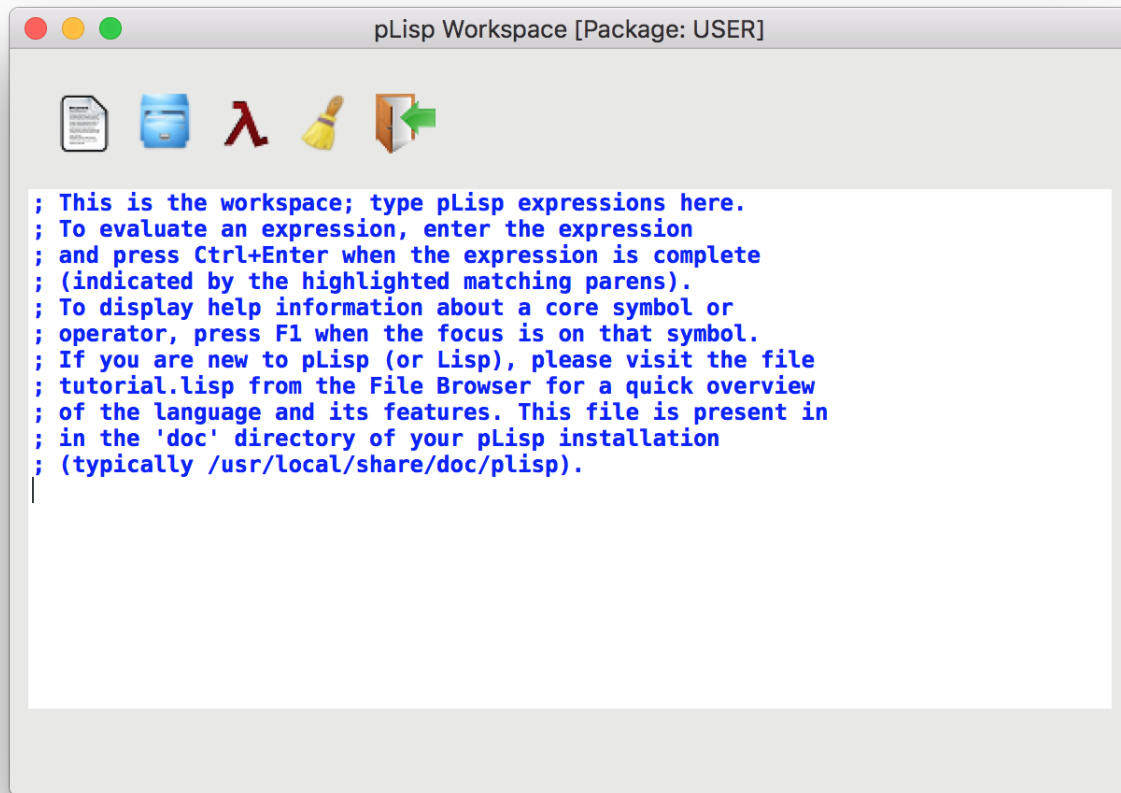 pLisp Workspace [Package: USER]
λ
; This is the workspace; type pLisp expressions here.
; To evaluate an expression, enter the expression
; and press Ctrl+Enter when the expression is complete
; (indicated by the highlighted matching parens).
; To display help information about a core symbol or
; operator, press F1 when the focus is on that symbol.
; If you are new to pLisp (or Lisp), please visit the file
; tutorial.lisp from the File Browser for a quick overview
; of the language and its features. This file is present in
; in the 'doc' directory of your pLisp installation
; (typically /usr/local/share/doc/plisp).